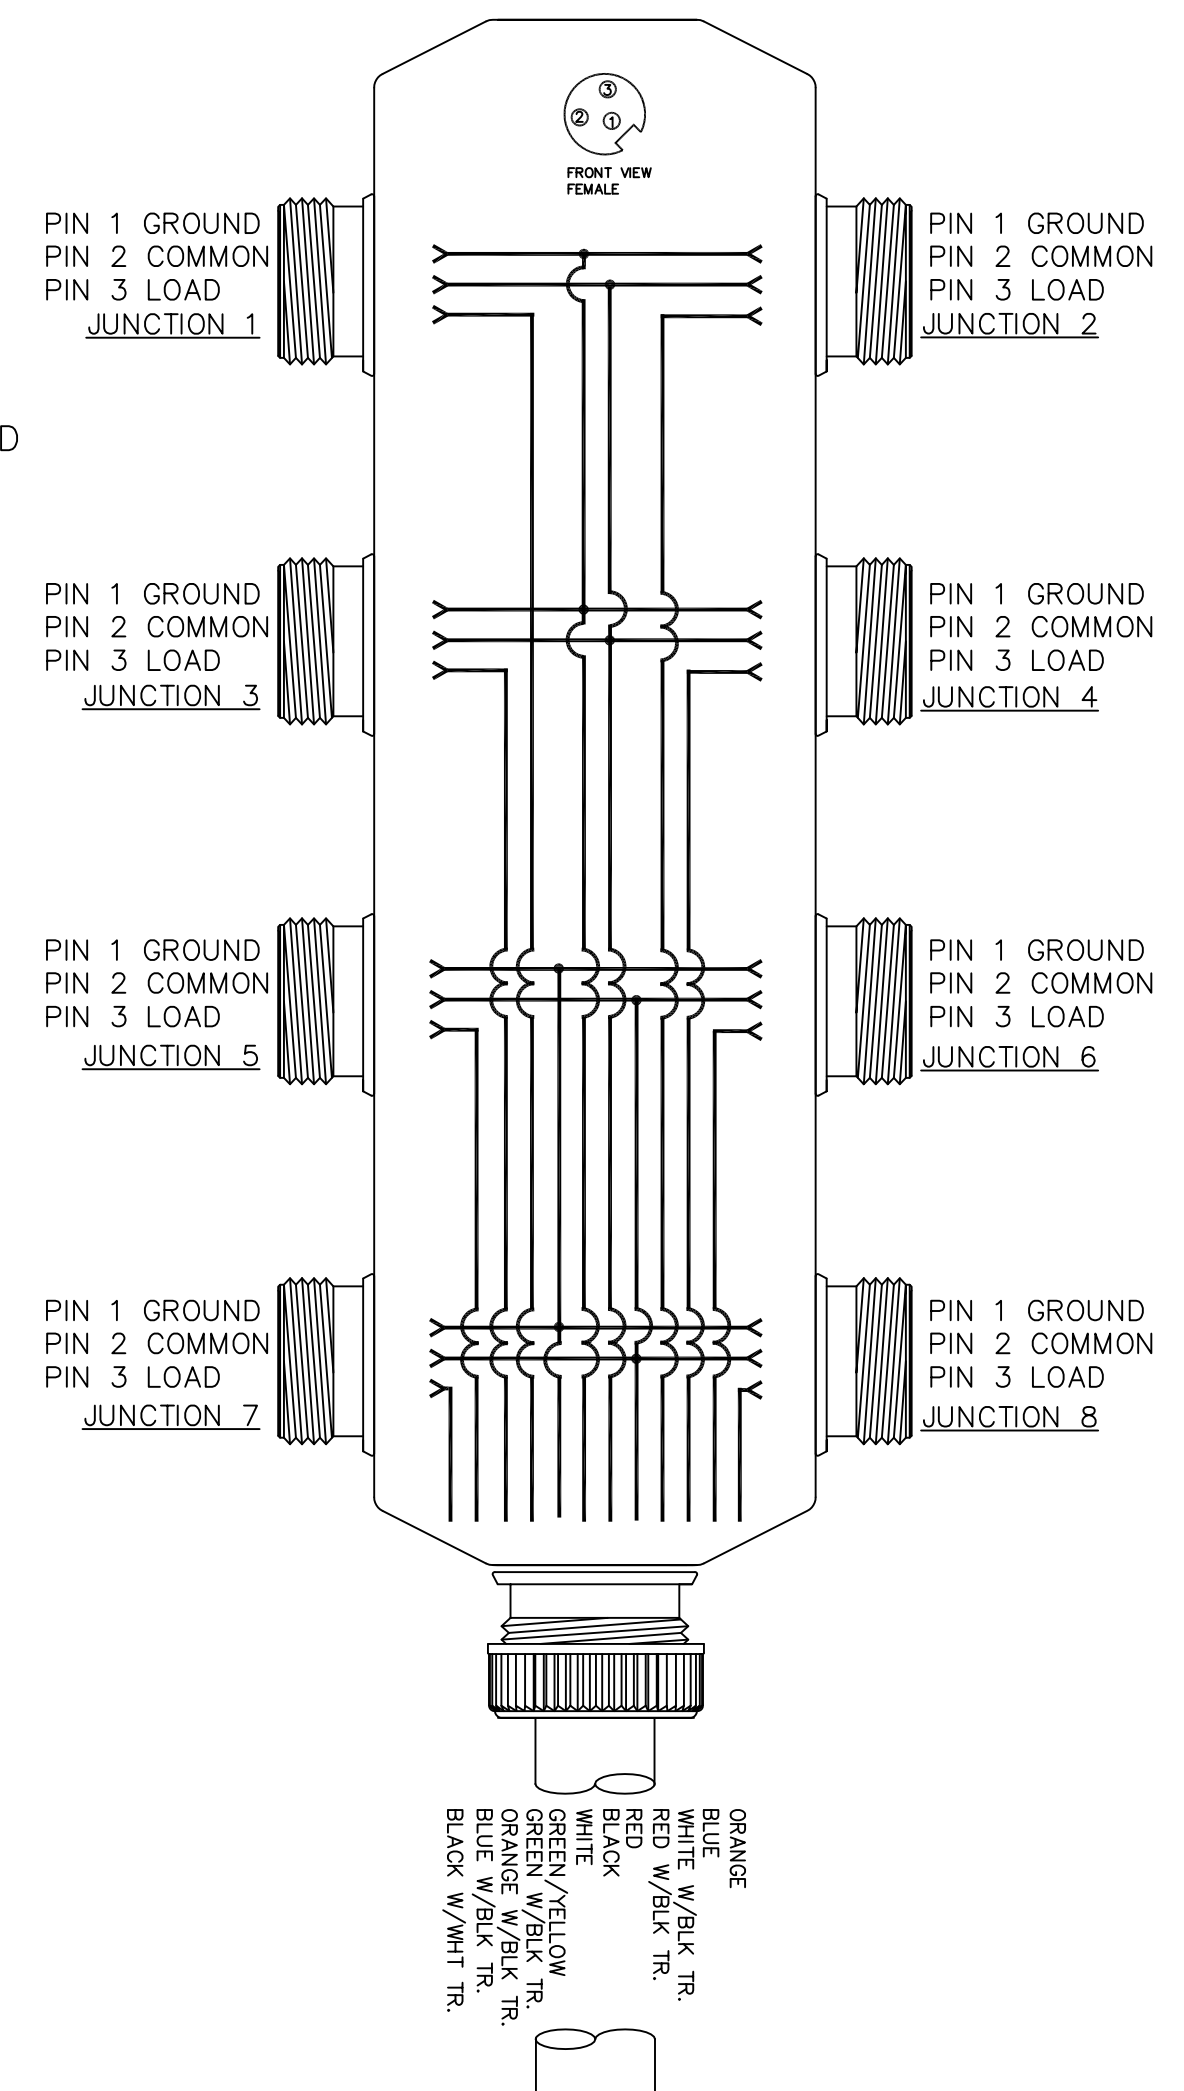 3
2
1
FRONT VIEW
FEMALE
PIN 1 GROUND
PIN 2 COMMON
PIN 3 LOAD
JUNCTION 1
PIN 1 GROUND
PIN 2 COMMON
PIN 3 LOAD
JUNCTION 2
D
PIN 1 GROUND
PIN 2 COMMON
PIN 3 LOAD
JUNCTION 3
PIN 1 GROUND
PIN 2 COMMON
PIN 3 LOAD
JUNCTION 4
PIN 1 GROUND
PIN 2 COMMON
PIN 3 LOAD
JUNCTION 5
PIN 1 GROUND
PIN 2 COMMON
PIN 3 LOAD
JUNCTION 6
PIN 1 GROUND
PIN 2 COMMON
PIN 3 LOAD
JUNCTION 7
PIN 1 GROUND
PIN 2 COMMON
PIN 3 LOAD
JUNCTION 8
ORANGE
BLUE
WHITE W/BLK TR.
RED W/BLK TR.
RED
BLACK
WHITE
GREEN/YELLOW
GREEN W/BLK TR.
ORANGE W/BLK TR.
BLUE W/BLK TR.
BLACK W/WHT TR.